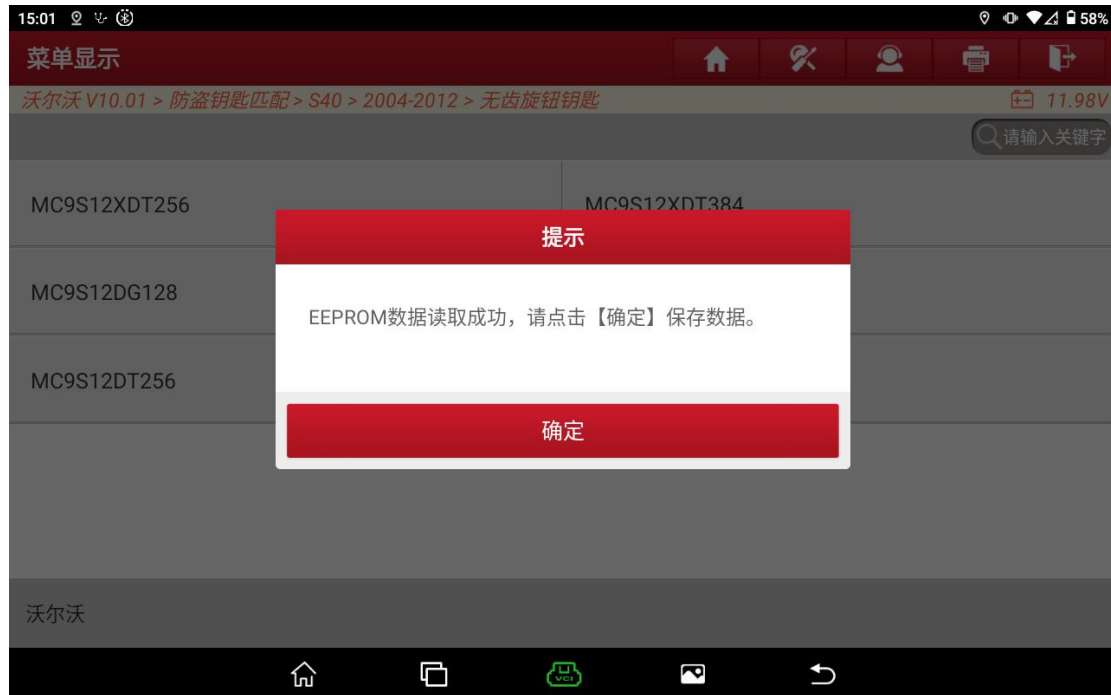 15:01
58%
菜单显示
沃尔沃 V10.01 > 防盗钥匙匹配 > S40 > 2004-2012 > 无齿旋钮钥匙
11.98V
请输入关键字
MC9S12XDT256
MC9S12XDT384
提示
MC9S12DG128
EEPROM数据读取成功，请点击【确定】保存数据。
MC9S12DT256
确定
沃尔沃
VCI